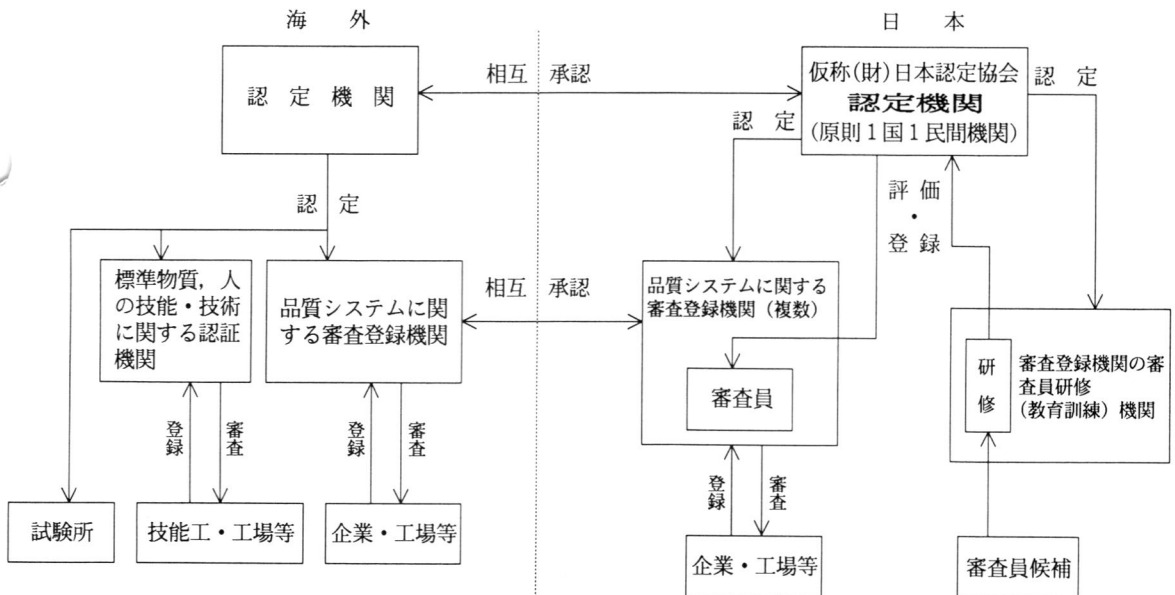 海 外
日 本
認 定 機 関
相互 承認
仮称(財)日本認定協会
認定機関
(原則1国1民間機関)
認 定
認 定
認 定
評 価
・
登 録
標準物質，人
の技能・技術
に関する認証
機関
品質システムに関
する審査登録機関
相互 承認
品質システムに関する
審査登録機関（複数）
審査員
研修
審査登録機関の審
査員研修
（教育訓練）機関
登録
審査
登録
審査
登録
審査
試験所
技能工・工場等
企業・工場等
企業・工場等
審査員候補